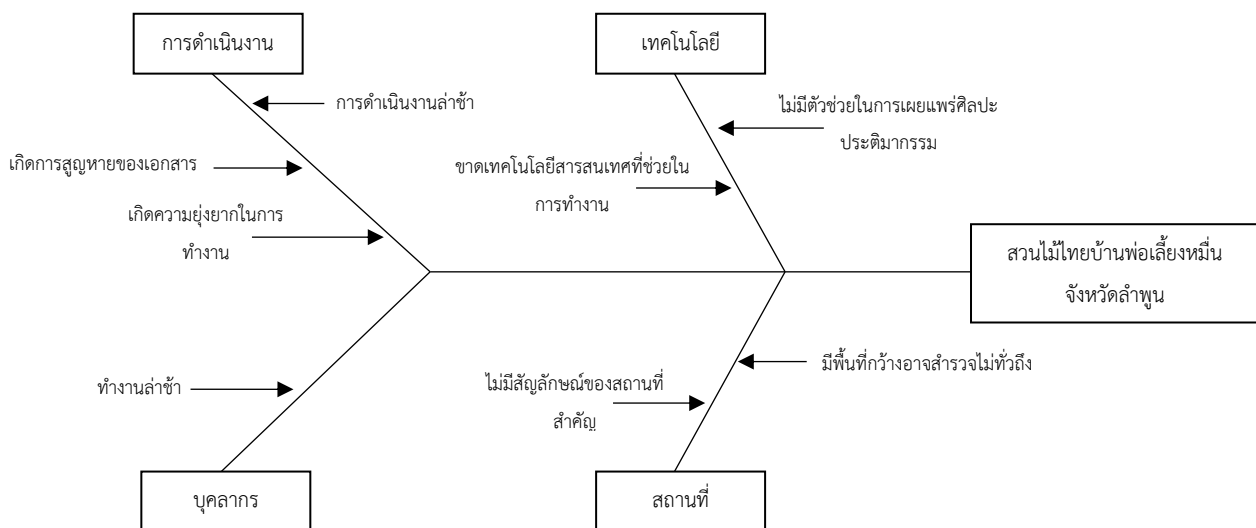 การดำเนินงาน
เทคโนโลยี
การดำเนินงานล่าช้า
ไม่มีตัวช่วยในการเผยแพร่ศิลปะ
ประติมากรรม
เกิดการสูญหายของเอกสาร
ขาดเทคโนโลยีสารสนเทศที่ช่วยใน
การทำงาน
เกิดความยุ่งยากในการ
ทำงาน
สวนไม้ไทยบ้านพ่อเลี้ยงหมื่น
จังหวัดลำพูน
มีพื้นที่กว้างอาจสำรวจไม่ทั่วถึง
ทำงานล่าช้า
ไม่มีสัญลักษณ์ของสถานที่
สำคัญ
บุคลากร
สถานที่